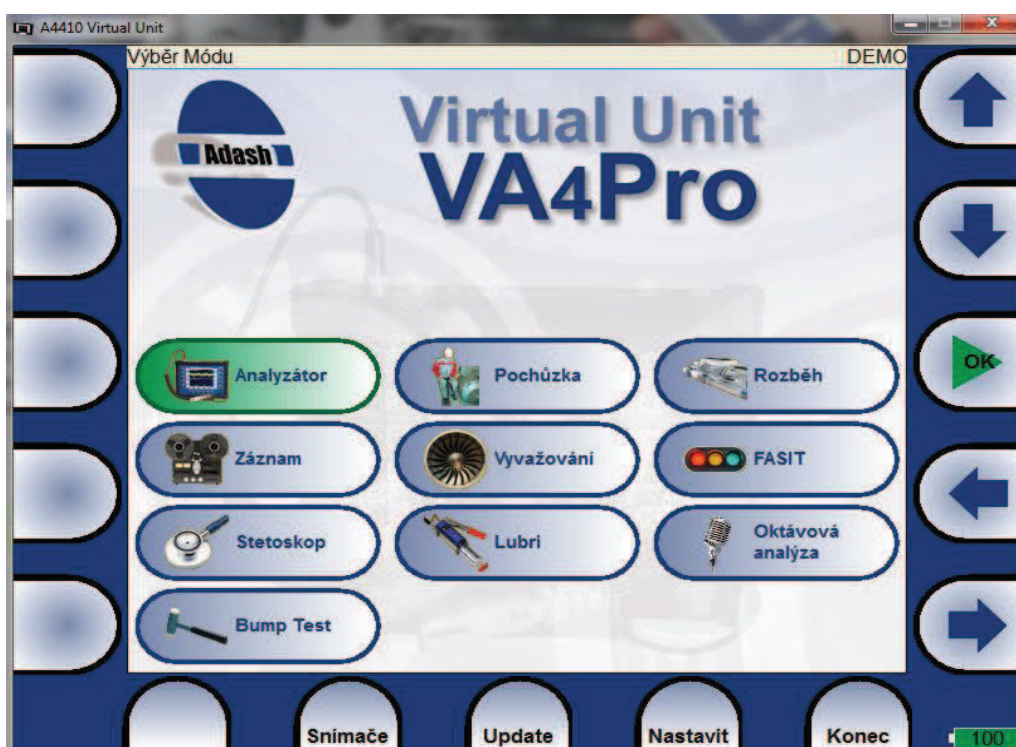 A4410 Virtual Unit
Výběr Módu
DEMO
Adash
Virtual Unit
VA4Pro
Analyzátor
Pochůzka
Rozběh
Záznam
Vyvažování
FASIT
Stetoskop
Lubri
Oktávová
analýza
Bump Test
OK
Snímače
Update
Nastavit
Konec
100